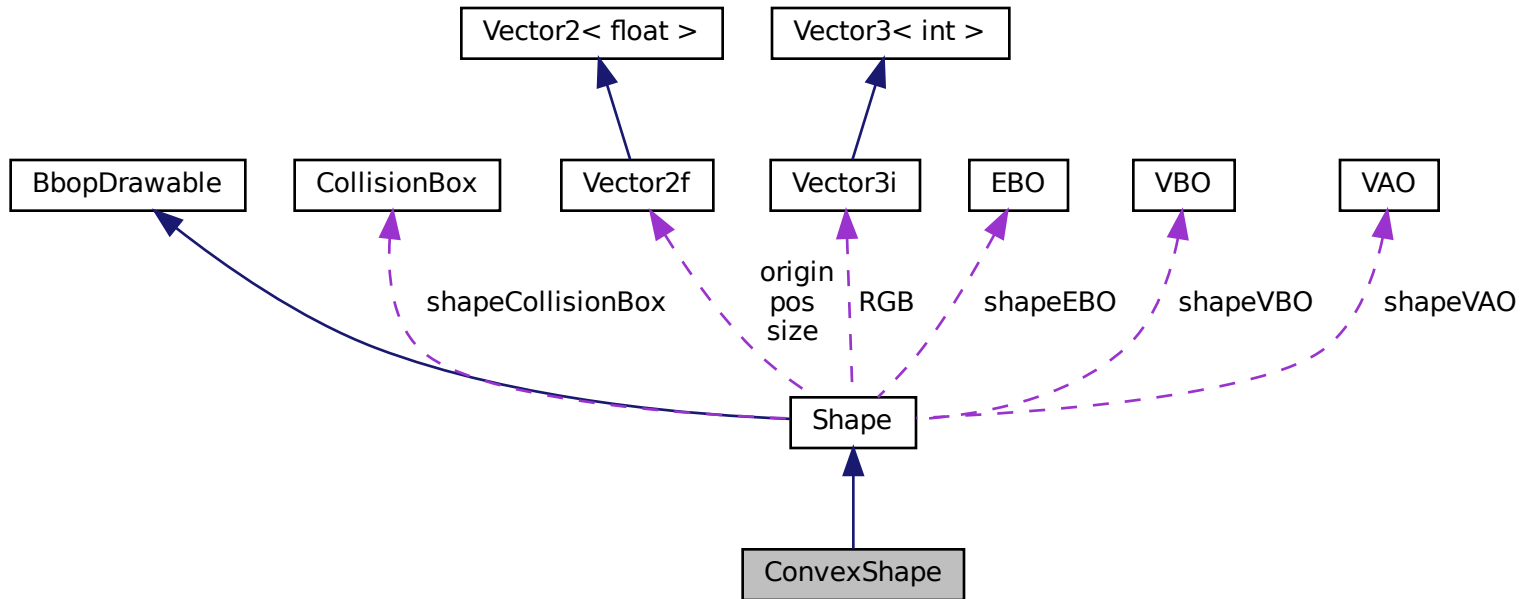 Vector2< float >
Vector3< int >
BbopDrawable
CollisionBox
Vector2f
Vector3i
EBO
VBO
VAO
shapeCollisionBox
origin
pos
size
RGB
shapeEBO
shapeVBO
shapeVAO
Shape
ConvexShape